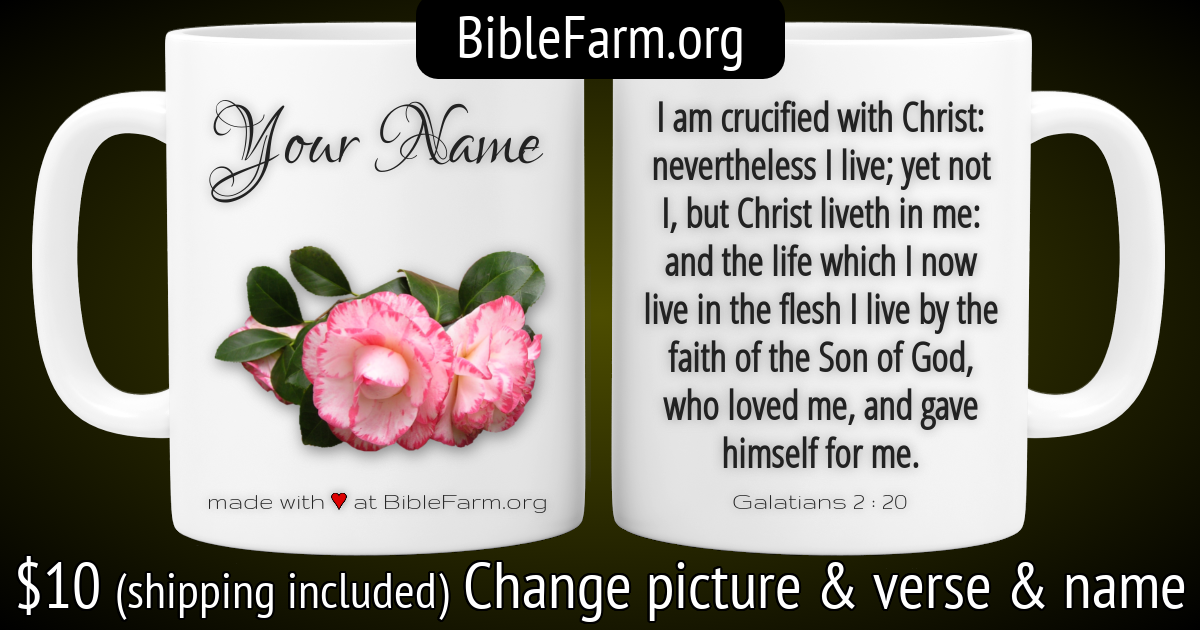 BibleFarm.org
Your Name
made with ♥ at BibleFarm.org
I am crucified with Christ:
nevertheless I live; yet not
I, but Christ liveth in me:
and the life which I now
live in the flesh I live by the
faith of the Son of God,
who loved me, and gave
himself for me.
Galatians 2 : 20
$10 (shipping included) Change picture & verse & name